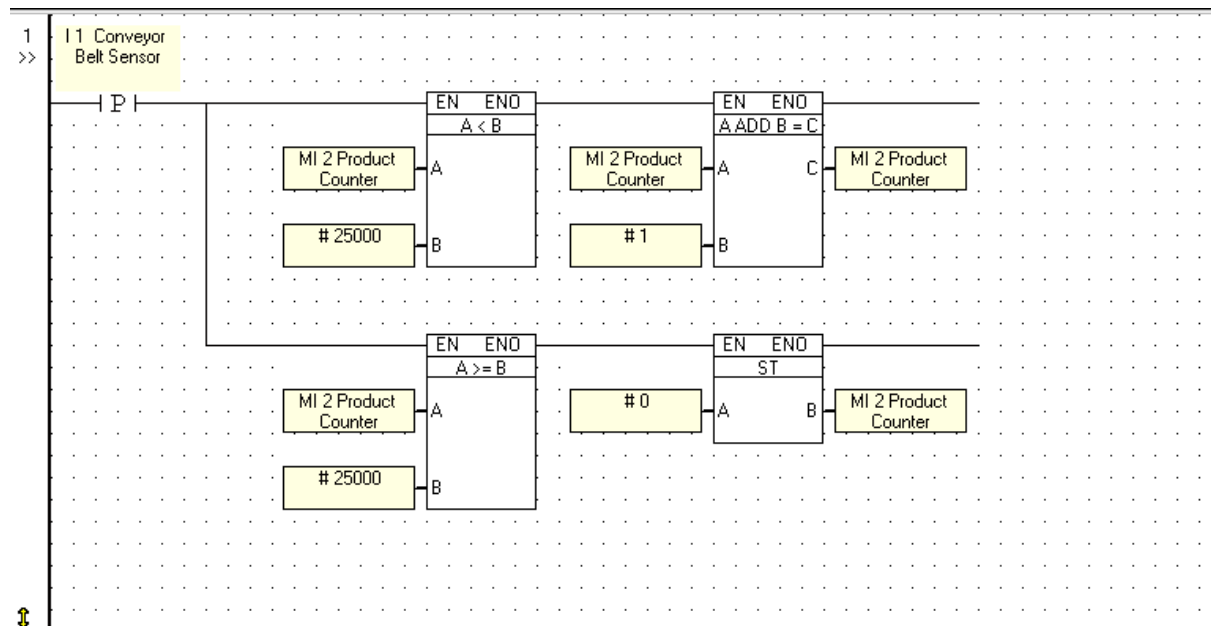 1
>>
I 1 Conveyor
Belt Sensor
P
EN ENO
A < B
EN ENO
A ADD B = C
MI 2 Product
Counter
A
MI 2 Product
Counter
A
C
MI 2 Product
Counter
# 25000
B
# 1
B
EN ENO
A >= B
EN ENO
ST
MI 2 Product
Counter
A
# 0
A
B
MI 2 Product
Counter
# 25000
B